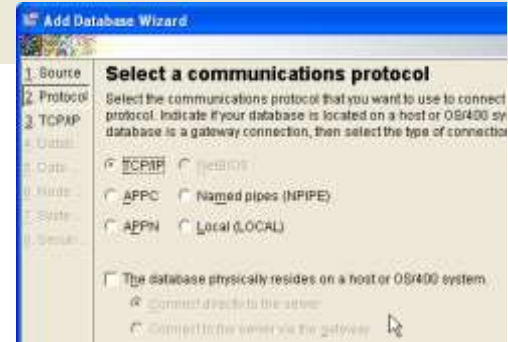 Add Database Wizard
1. Source
2. Protocol
3. TCP/IP
Select a communications protocol
Select the communications protocol that you want to use to connect
protocol. Indicate if your database is located on a host or OS/400 sy
database is a gateway connection, then select the type of connectio
TCP/IP NetBIOS
APPC Named pipes (NPIPE)
APPN Local (LOCAL)
The database physically resides on a host or OS/400 system.
Connect directly to the server
Connect to the server via the gateway